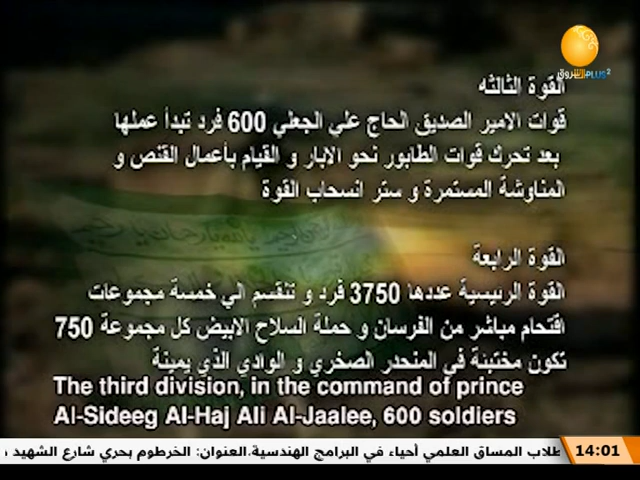 الشروق PLUS²
القوة الثالثه
قوات الامير الصديق الحاج علي الجعلي 600 فرد تبدأ عملها
بعد تحرك قوات الطابور نحو الابار و القيام بأعمال القنص و
المناوشة المستمرة و ستر انسحاب القوة
القوة الرابعة
القوة الرئيسية عددها 3750 فرد و تنقسم الي خمسة مجموعات
اقتحام مباشر من الفرسان و حملة السلاح الابيض كل مجموعة 750
تكون مختبئة في المنحدر الصخري و الوادي الذي يمينة
The third division, in the command of prince
Al-Sideeg Al-Haj Ali Al-Jaalee, 600 soldiers
طلاب المساق العلمي أحياء في البرامج الهندسية.العنوان: الخرطوم بحري شارع الشهيد
14:01